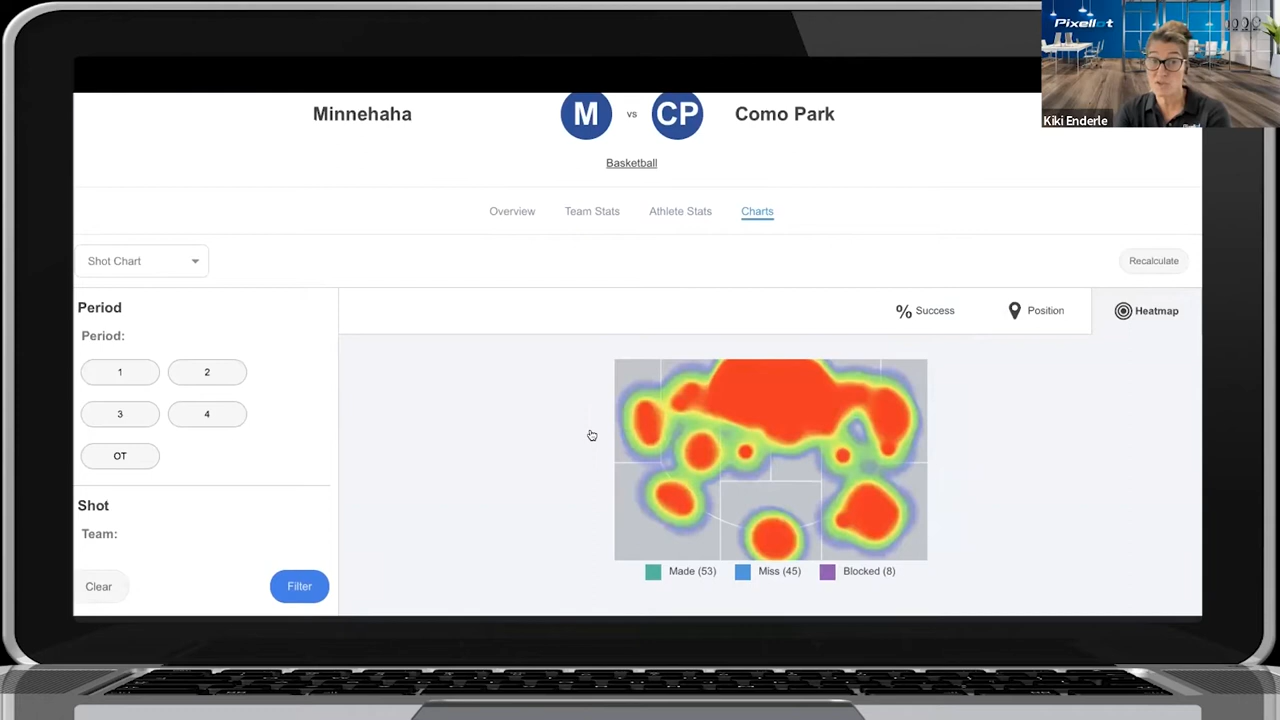 Pixellot
Kiki Enderle
Minnehaha
M
vs
CP
Como Park
Basketball
Overview
Team Stats
Athlete Stats
Charts
Shot Chart
Recalculate
Period
Period:
1
2
3
4
OT
Shot
Team:
Clear
Filter
% Success
Position
Heatmap
Made (53)
Miss (45)
Blocked (8)